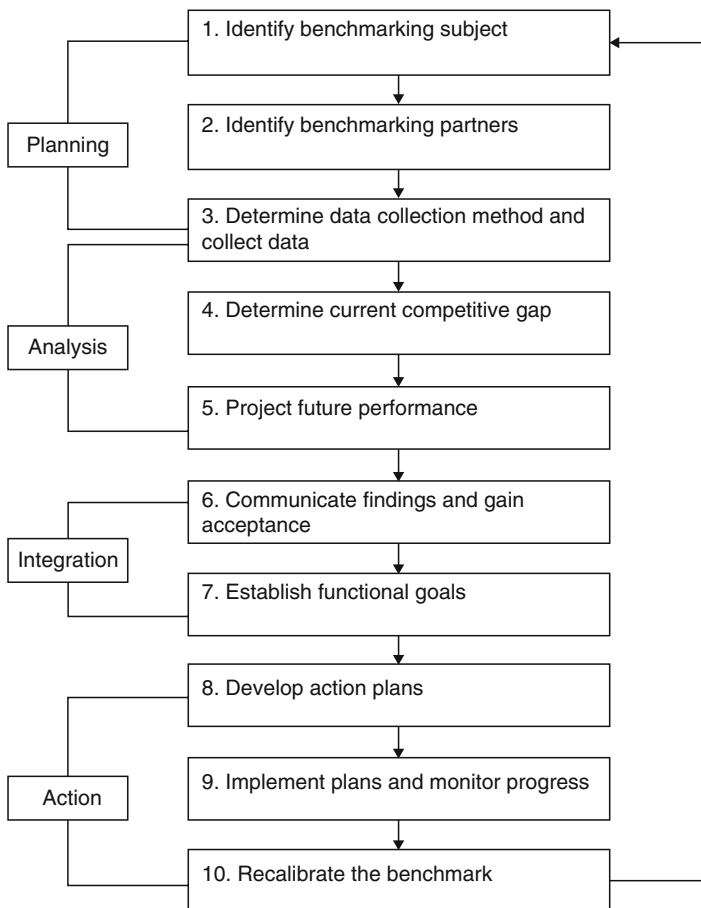 1. Identify benchmarking subject
2. Identify benchmarking partners
Planning
3. Determine data collection method and
collect data
4. Determine current competitive gap
Analysis
5. Project future performance
6. Communicate findings and gain
acceptance
Integration
7. Establish functional goals
8. Develop action plans
9. Implement plans and monitor progress
Action
10. Recalibrate the benchmark